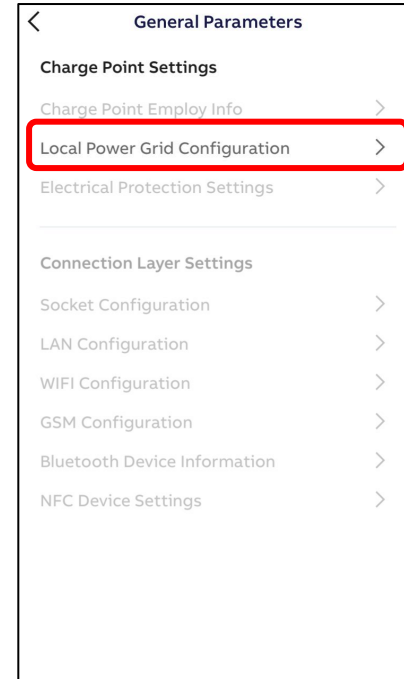 General Parameters
Charge Point Settings
Charge Point Employ Info
Local Power Grid Configuration
Electrical Protection Settings
Connection Layer Settings
Socket Configuration
LAN Configuration
WIFI Configuration
GSM Configuration
Bluetooth Device Information
NFC Device Settings